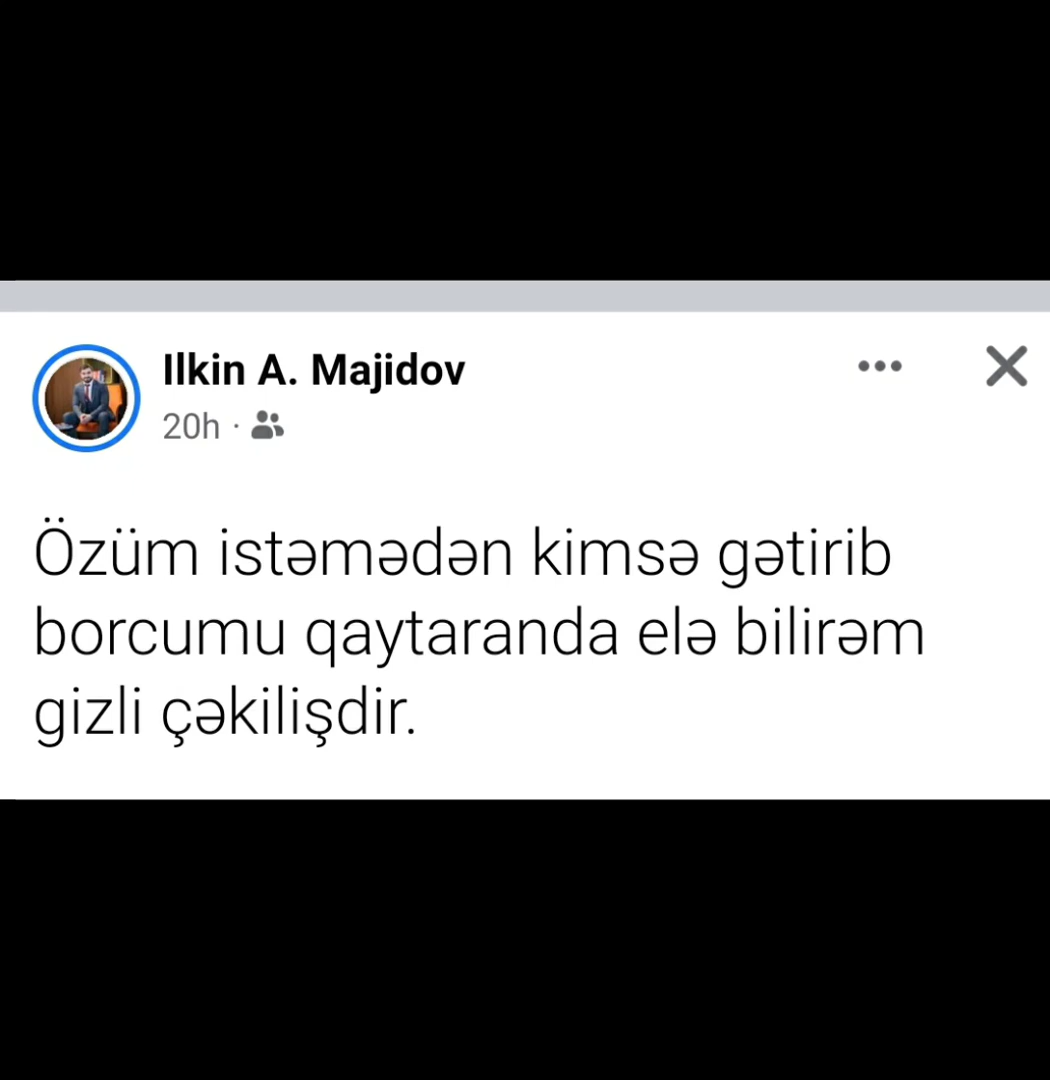 Ilkin A. Majidov
20h ·
Özüm istəmədən kimsə gətirib
borcumu qaytaranda elə bilirəm
gizli çəkilişdir.